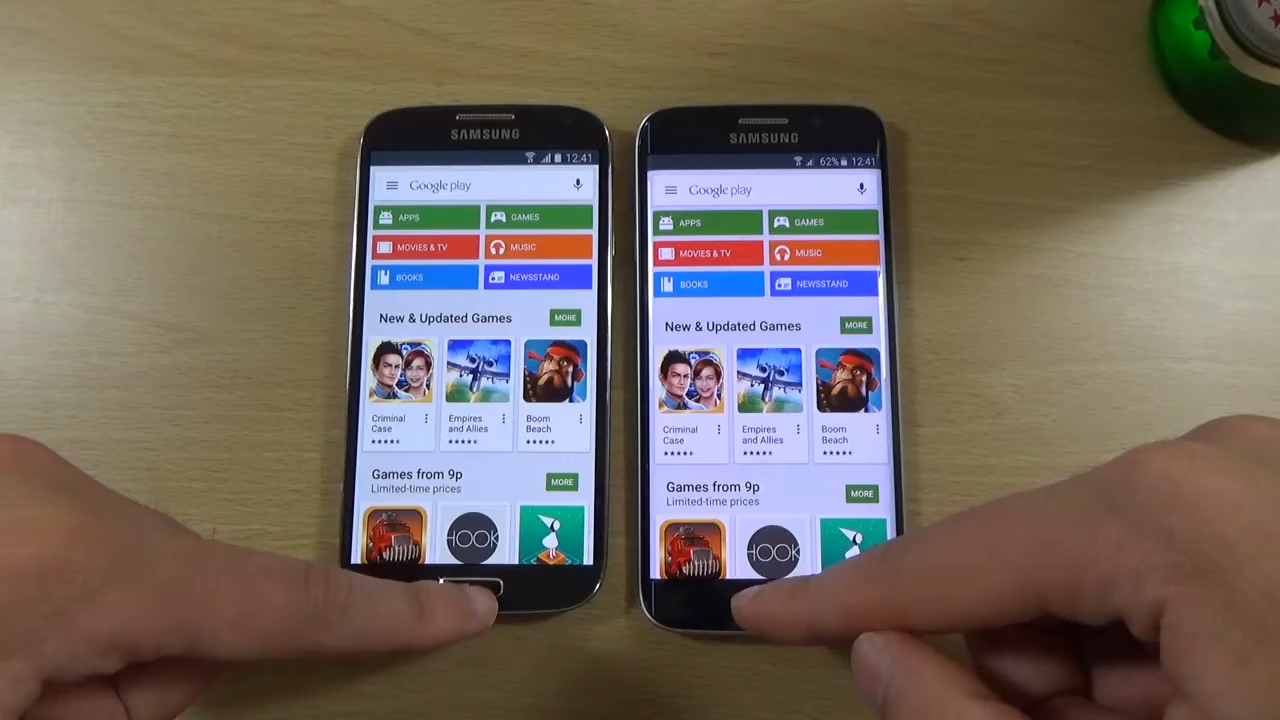 SAMSUNG
12:41
Google play
APPS
GAMES
MOVIES & TV
MUSIC
BOOKS
NEWSSTAND
New & Updated Games
MORE
Criminal
Case
Empires
and Allies
Boom
Beach
Games from 9p
MORE
Limited-time prices
HOOK
SAMSUNG
62% 12:41
Google play
APPS
GAMES
MOVIES & TV
MUSIC
BOOKS
NEWSSTAND
New & Updated Games
MORE
Criminal
Case
Empires
and Allies
Boom
Beach
Games from 9p
MORE
Limited-time prices
HOOK